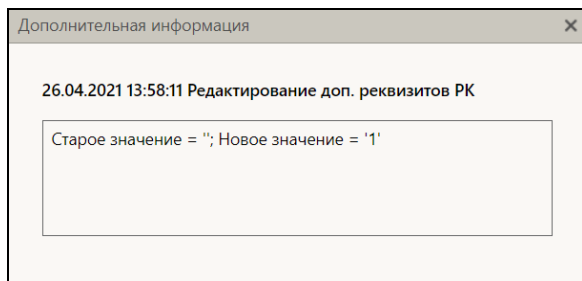 Дополнительная информация
26.04.2021 13:58:11 Редактирование доп. реквизитов РК
Старое значение = ''; Новое значение = '1'